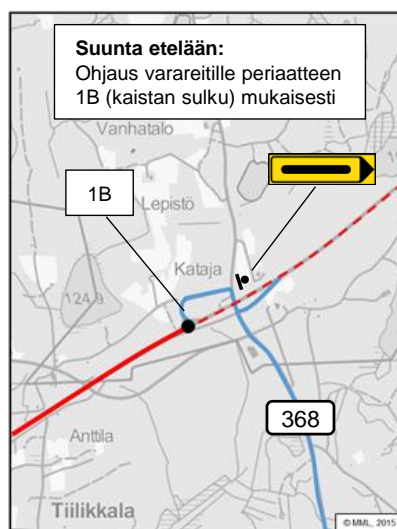 Suunta etelään:
Ohjaus varareitille periaatteen
1B (kaistan sulku) mukaisesti
Vanhatalo
1B
Lepistö
Kataja
124.9
368
Anttila
Tiilikkala
© MML, 2015